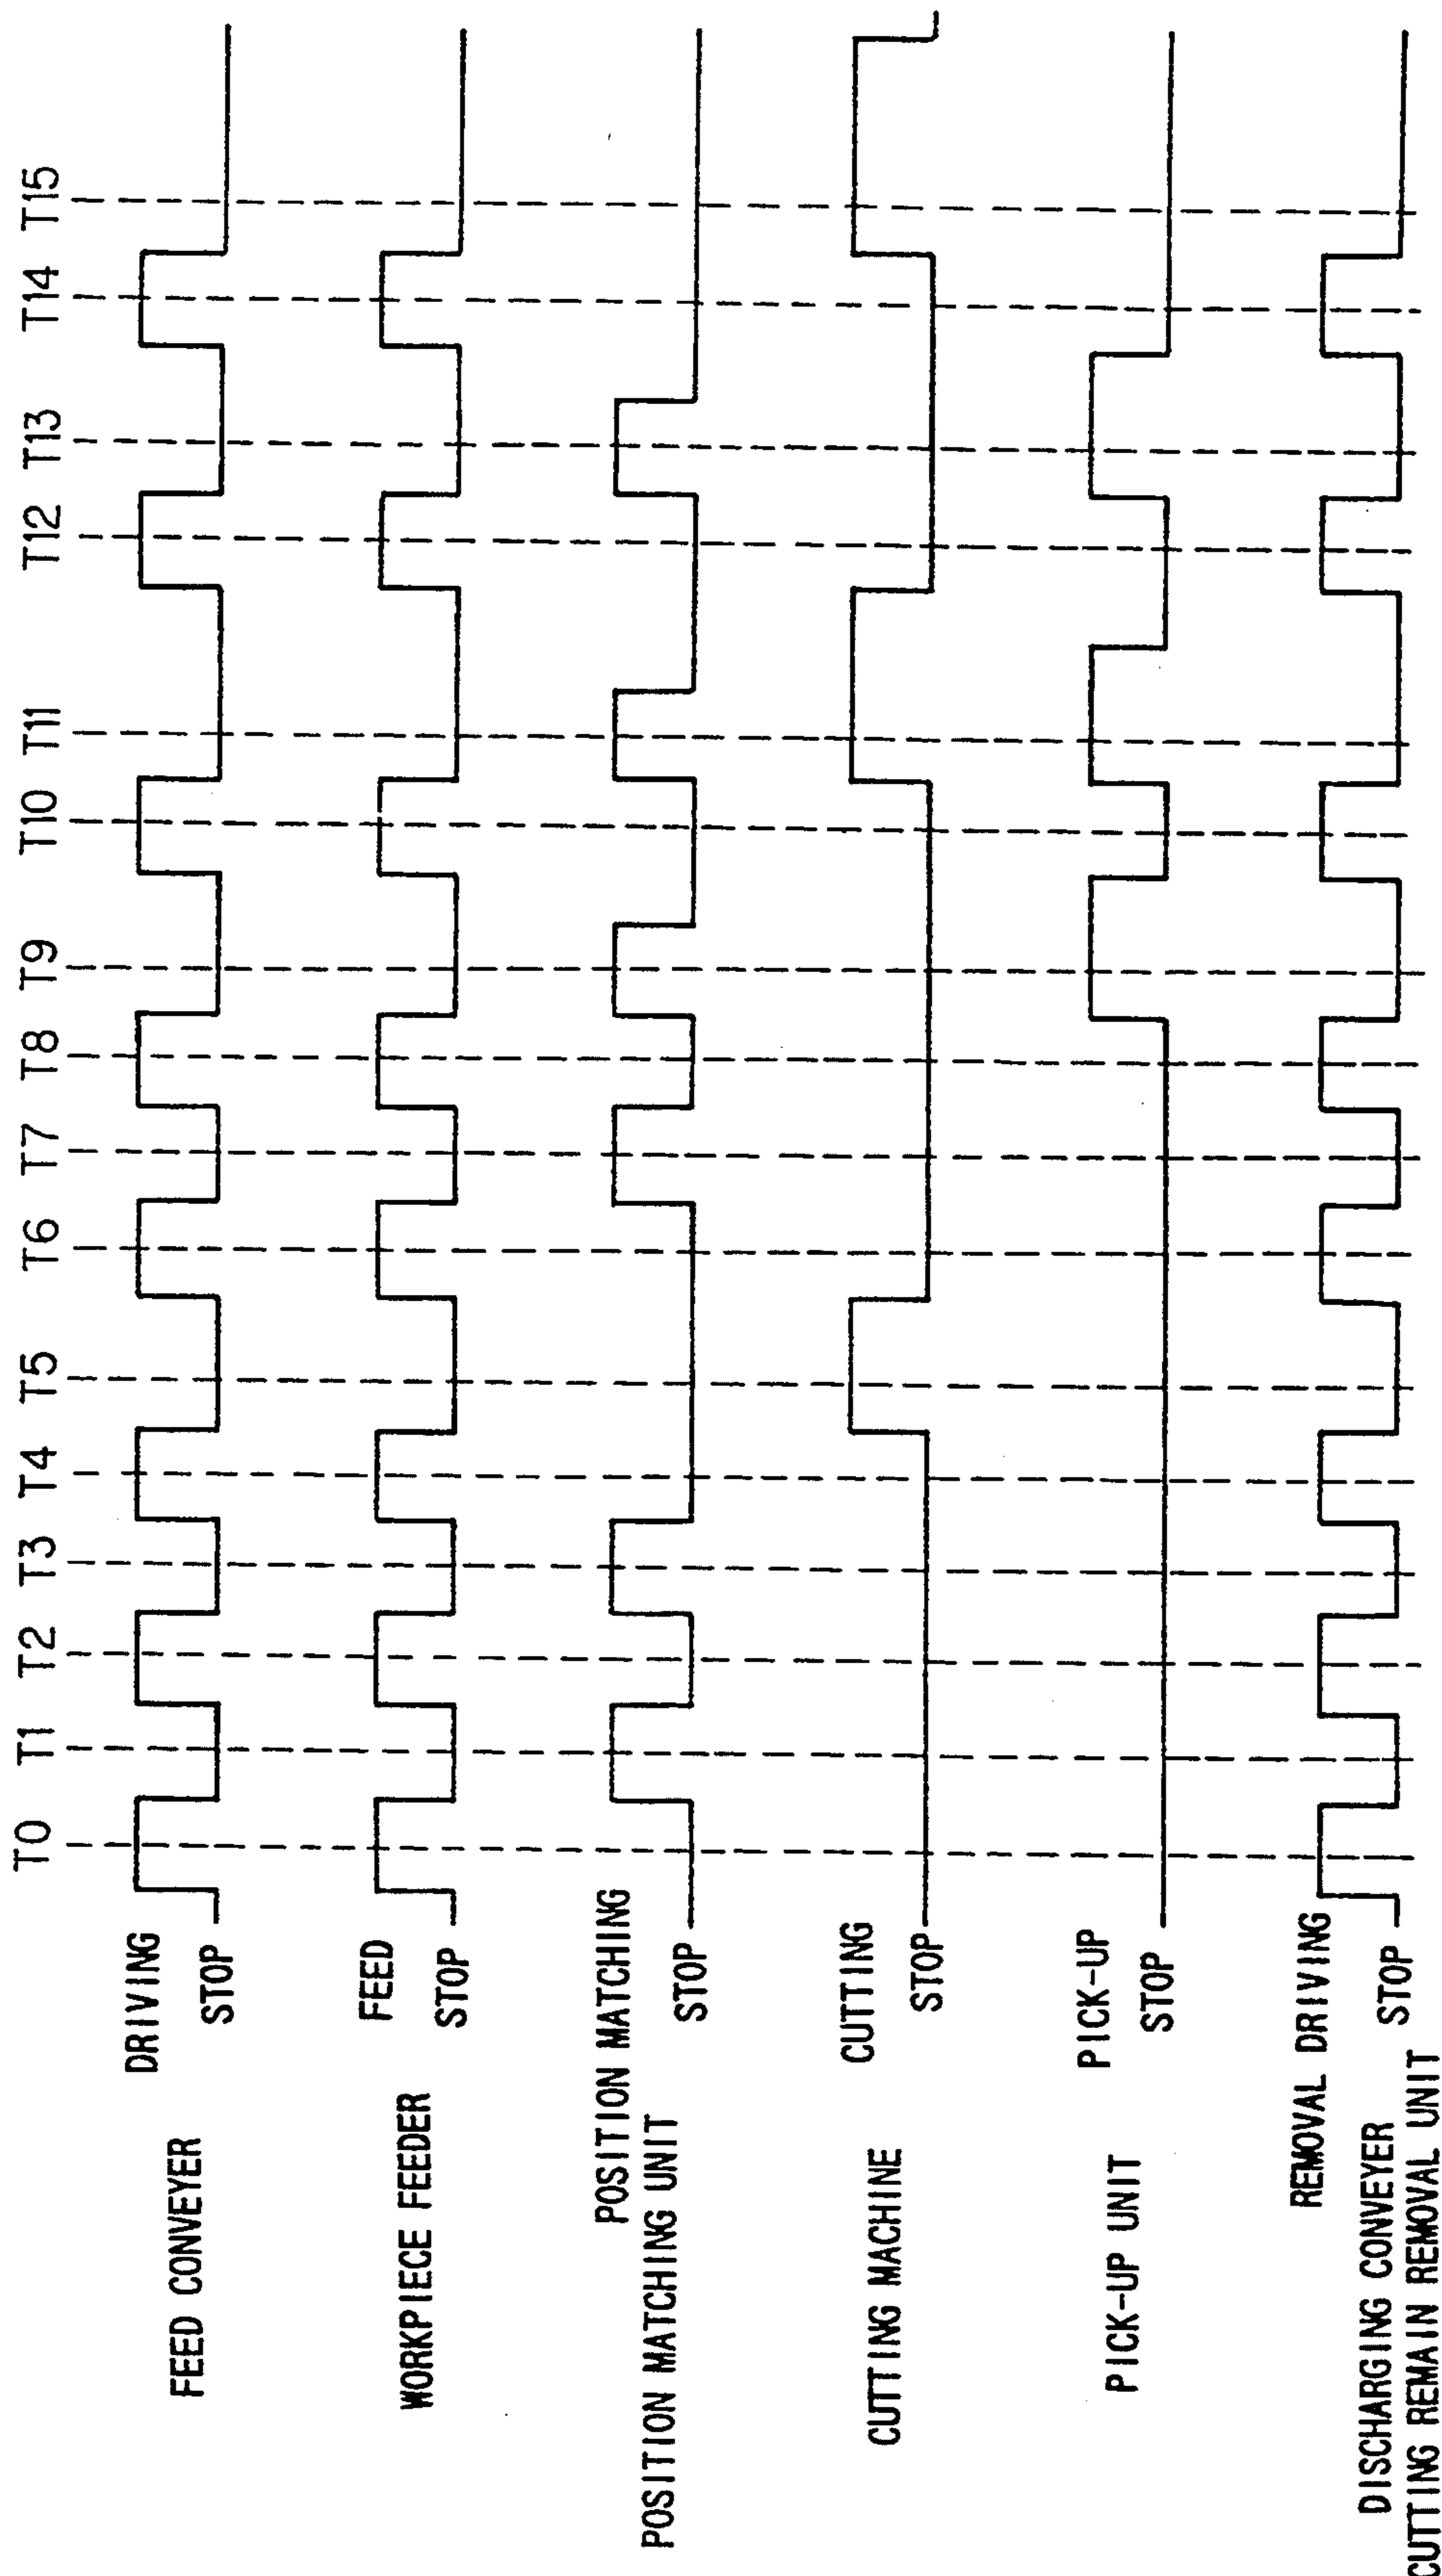 T0 T1 T2 T3 T4 T5 T6 T7 T8 T9 T10 T11 T12 T13 T14 T15
DRIVING
FEED CONVEYER
STOP
FEED
WORKPIECE FEEDER
STOP
POSITION MATCHING
POSITION MATCHING UNIT
STOP
CUTTING
CUTTING MACHINE
STOP
PICK-UP
PICK-UP UNIT
STOP
REMOVAL DRIVING
DISCHARGING CONVEYER
STOP
CUTTING REMAIN REMOVAL UNIT